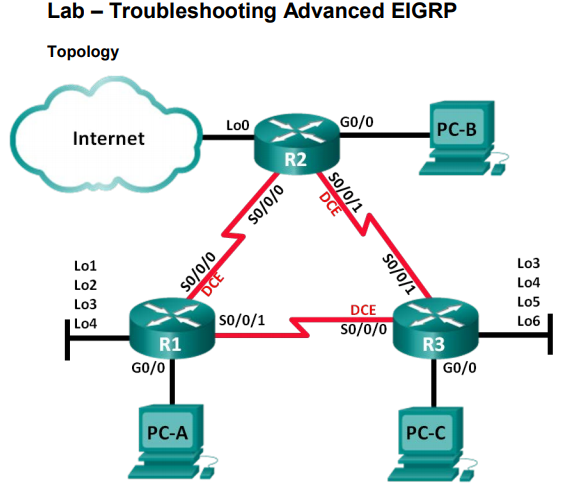 Lab – Troubleshooting Advanced EIGRP
Topology
Internet
Lo0
R2
G0/0
PC-B
S0/0/0
S0/0/1
DCE
S0/0/0
DCE
S0/0/1
Lo1
Lo2
Lo3
Lo4
R1
S0/0/1
DCE
S0/0/0
R3
Lo3
Lo4
Lo5
Lo6
G0/0
G0/0
PC-A
PC-C